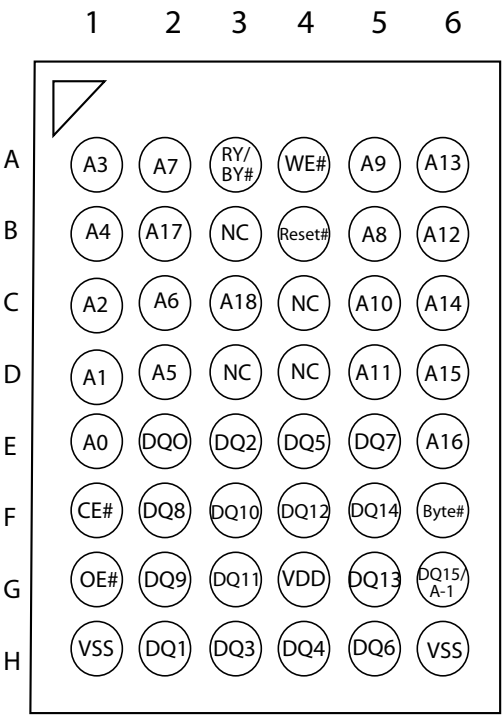 1 2 3 4 5 6
A A3 A7 RY/ BY# WE# A9 A13
B A4 A17 NC Reset# A8 A12
C A2 A6 A18 NC A10 A14
D A1 A5 NC NC A11 A15
E A0 DQO DQ2 DQ5 DQ7 A16
F CE# DQ8 DQ10 DQ12 DQ14 Byte#
G OE# DQ9 DQ11 VDD DQ13 DQ15/ A-1
H VSS DQ1 DQ3 DQ4 DQ6 VSS